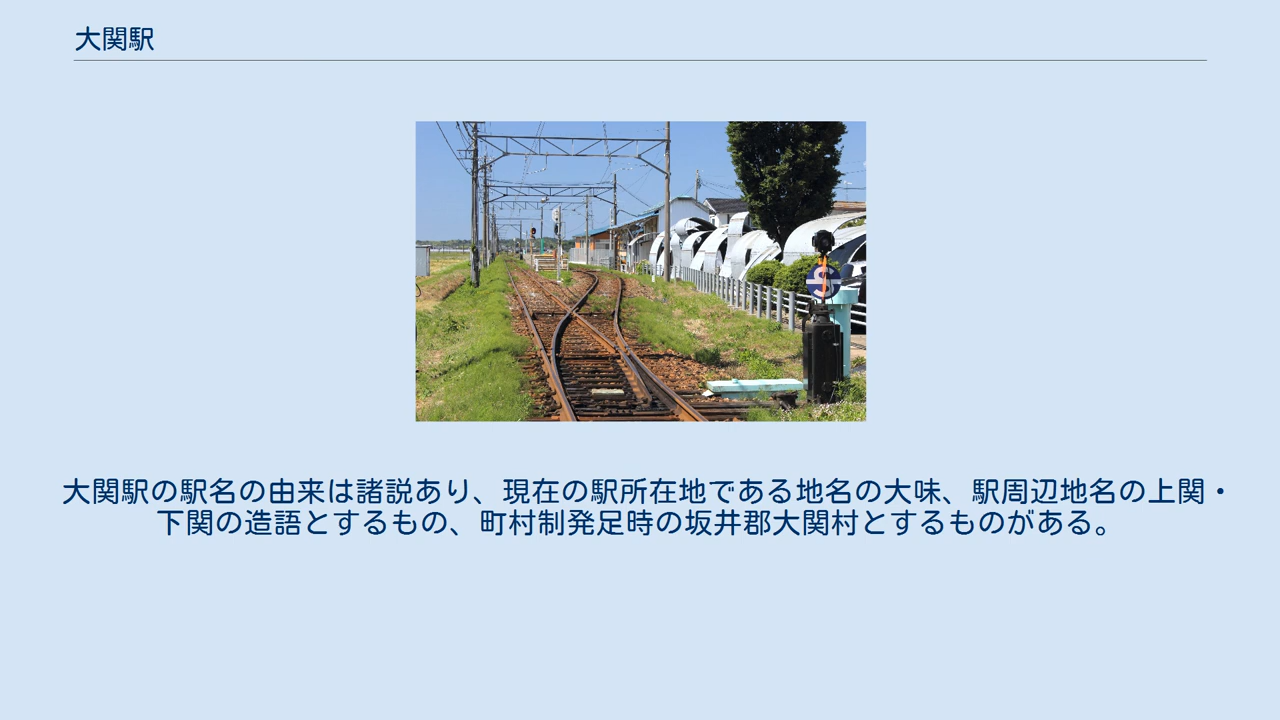 大関駅
S
大関駅の駅名の由来は諸説あり、現在の駅所在地である地名の大味、駅周辺地名の上関・
下関の造語とするもの、町村制発足時の坂井郡大関村とするものがある。